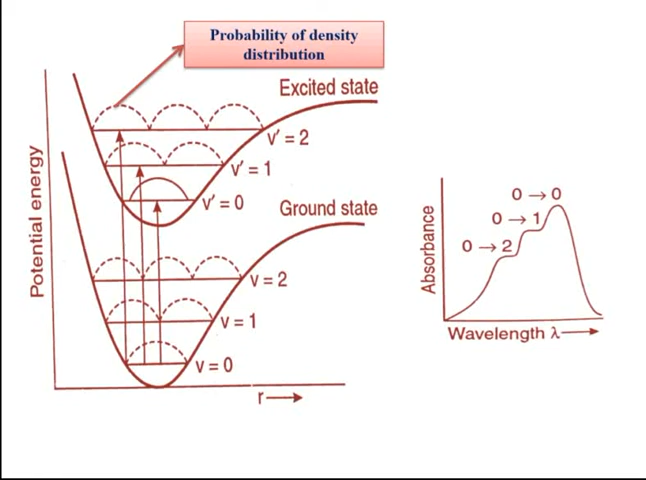 Probability of density
distribution
Excited state
v′ = 2
v′ = 1
v′ = 0
Ground state
v = 2
v = 1
v = 0
Potential energy
r
0 → 0
0 → 1
0 → 2
Absorbance
Wavelength λ